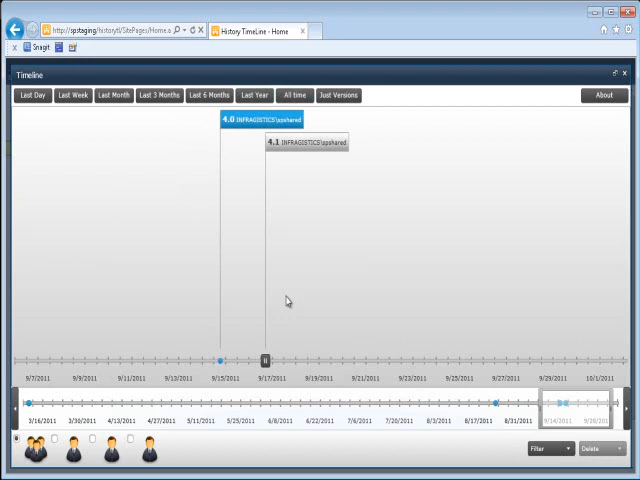 http://spstaging/historytl/SitePages/Home.a
History TimeLine - Home
x Snagit
Timeline
Last Day Last Week Last Month Last 3 Months Last 6 Months Last Year All time Just Versions About
4.0 INFRAGISTICS\spshared
4.1 INFRAGISTICS\spshared
9/7/2011 9/9/2011 9/11/2011 9/13/2011 9/15/2011 9/17/2011 9/19/2011 9/21/2011 9/23/2011 9/25/2011 9/27/2011 9/29/2011 10/1/2011
3/16/2011 3/30/2011 4/13/2011 4/27/2011 5/11/2011 5/25/2011 6/8/2011 6/22/2011 7/6/2011 7/20/2011 8/3/2011 8/17/2011 8/31/2011 9/14/2011 9/28/201
Filter Delete